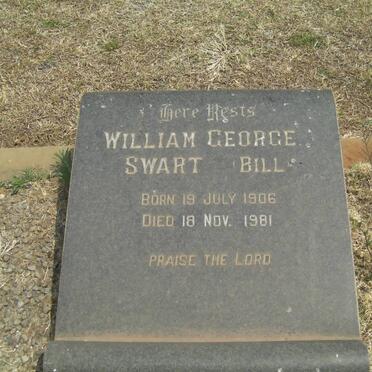 Here Rests
WILLIAM GEORGE
SWART BILL
BORN 19 JULY 1906
DIED 18 NOV. 1981
PRAISE THE LORD